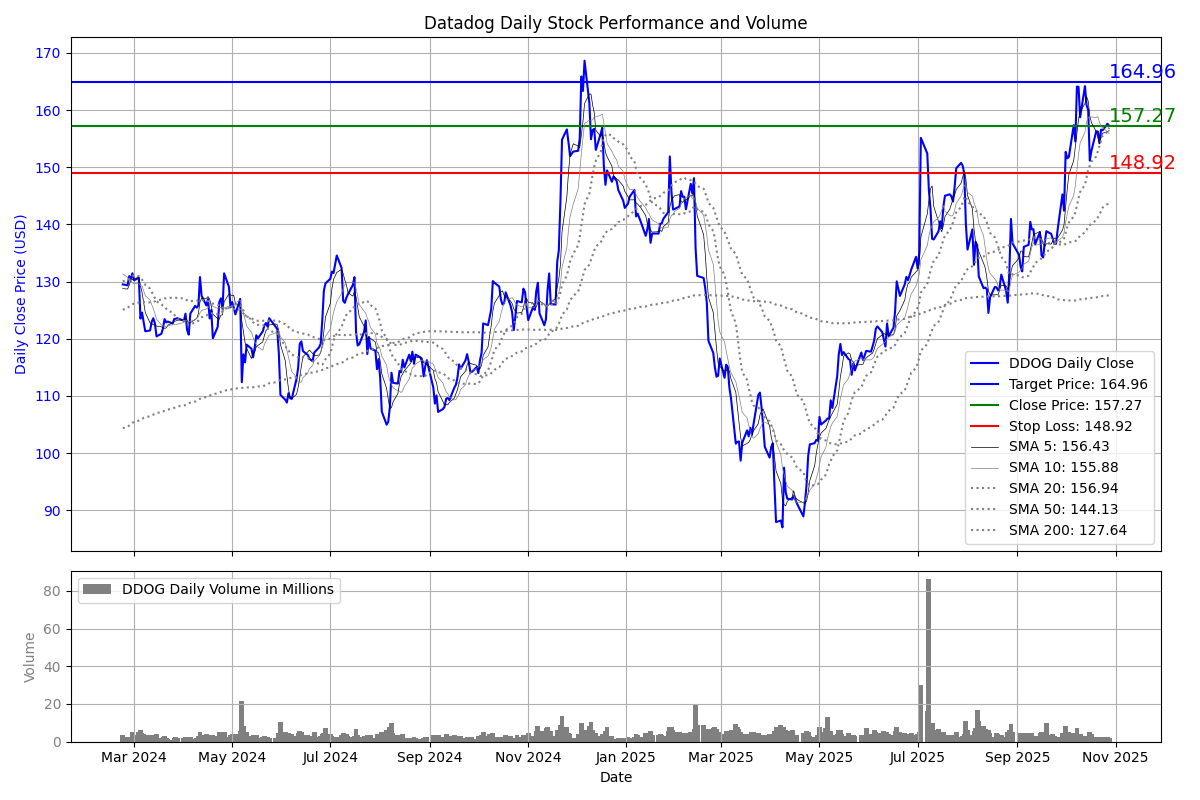 Datadog Daily Stock Performance and Volume
Daily Close Price (USD)
170
160
150
140
130
120
110
100
90
164.96
157.27
148.92
DDOG Daily Close
Target Price: 164.96
Close Price: 157.27
Stop Loss: 148.92
SMA 5: 156.43
SMA 10: 155.88
SMA 20: 156.94
SMA 50: 144.13
SMA 200: 127.64
Volume
80
60
40
20
0
DDOG Daily Volume in Millions
Mar 2024 May 2024 Jul 2024 Sep 2024 Nov 2024 Jan 2025 Mar 2025 May 2025 Jul 2025 Sep 2025 Nov 2025
Date